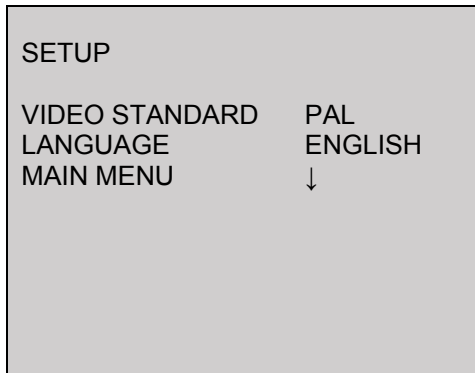 SETUP
VIDEO STANDARD PAL
LANGUAGE ENGLISH
MAIN MENU ↓